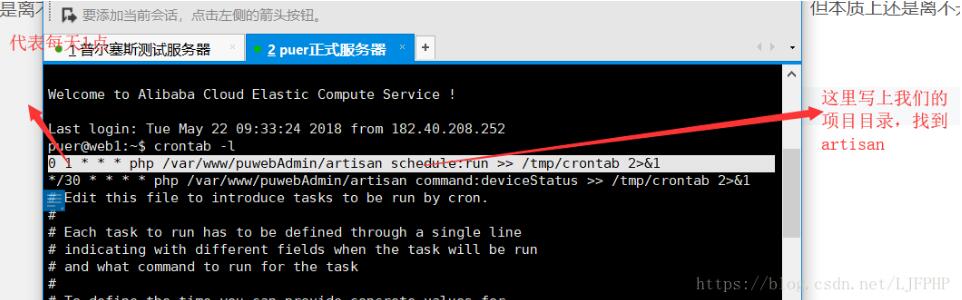 是离不
但本质上还是离不
要添加当前会话，点击左侧的箭头按钮。
代表每天1点
1 普尔塞斯测试服务器
2 puer正式服务器
+
Welcome to Alibaba Cloud Elastic Compute Service !
Last login: Tue May 22 09:33:24 2018 from 182.40.208.252
puer@web1:~$ crontab -l
0 1 * * * php /var/www/puwebAdmin/artisan schedule:run >> /tmp/crontab 2>&1
*/30 * * * * php /var/www/puwebAdmin/artisan command:deviceStatus >> /tmp/crontab 2>&1
# Edit this file to introduce tasks to be run by cron.
#
# Each task to run has to be defined through a single line
# indicating with different fields when the task will be run
# and what command to run for the task
#
# To define the time you can provide concrete values for
这里写上我们的
项目目录，找到
artisan
https://blog.csdn.net/LJFPHP